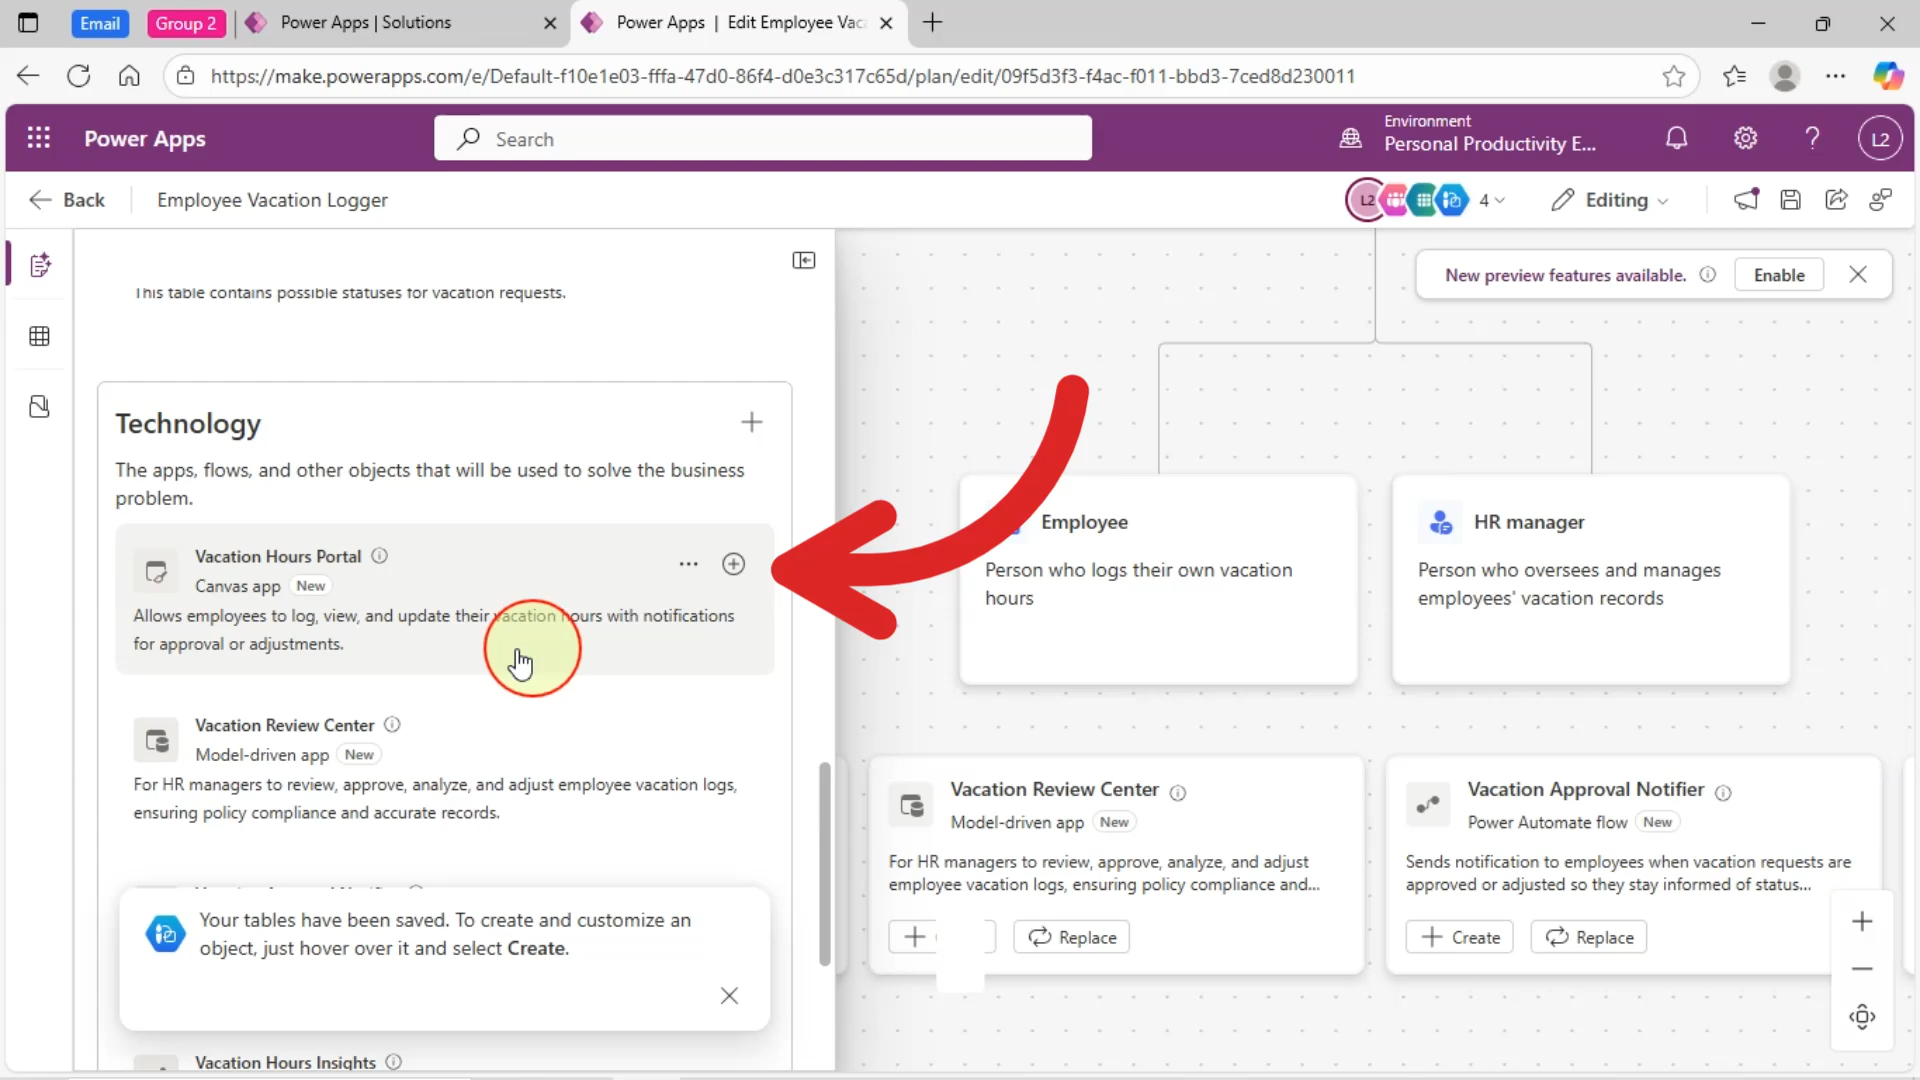 Email
Group 2
Power Apps | Solutions
Power Apps | Edit Employee Vac
https://make.powerapps.com/e/Default-f10e1e03-fffa-47d0-86f4-d0e3c317c65d/plan/edit/09f5d3f3-f4ac-f011-bbd3-7ced8d230011
Power Apps
Search
Environment
Personal Productivity E...
L2
Back
Employee Vacation Logger
L2
4
Editing
This table contains possible statuses for vacation requests.
New preview features available.
Enable
Technology
The apps, flows, and other objects that will be used to solve the business
problem.
Vacation Hours Portal
Canvas app New
Allows employees to log, view, and update their vacation hours with notifications
for approval or adjustments.
Vacation Review Center
Model-driven app New
For HR managers to review, approve, analyze, and adjust employee vacation logs,
ensuring policy compliance and accurate records.
Your tables have been saved. To create and customize an
object, just hover over it and select Create.
Vacation Hours Insights
Employee
Person who logs their own vacation
hours
HR manager
Person who oversees and manages
employees' vacation records
Vacation Review Center
Model-driven app New
For HR managers to review, approve, analyze, and adjust
employee vacation logs, ensuring policy compliance and...
Replace
Vacation Approval Notifier
Power Automate flow New
Sends notification to employees when vacation requests are
approved or adjusted so they stay informed of status...
Create
Replace